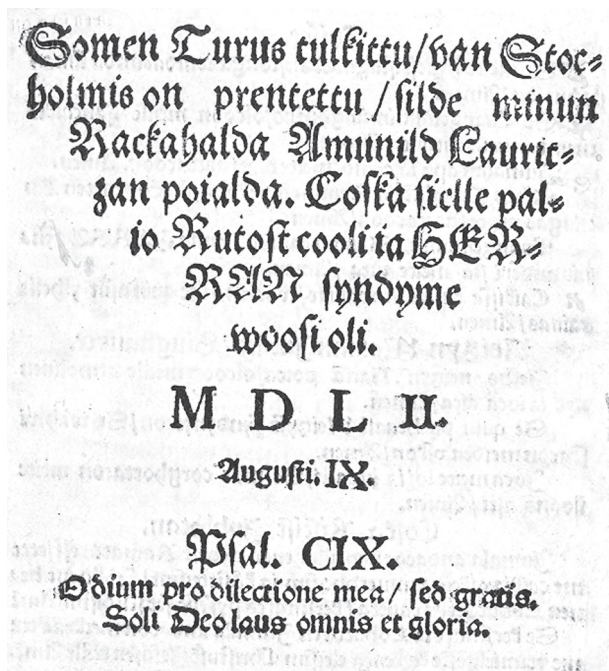 Somen Turus tulkittu/van Stoc⸗
holmis on prentettu /silde minun
Rackahalda Amunild Laurit⸗
zan poialda. Coska sielle pal⸗
io Rutost cooli ia HER⸗
RAN syndyme
woosi oli.
M D L II.
Augusti. IX.
Psal. CIX.
Odium pro dilectione mea/ sed gratis.
Soli Deo laus omnis et gloria.